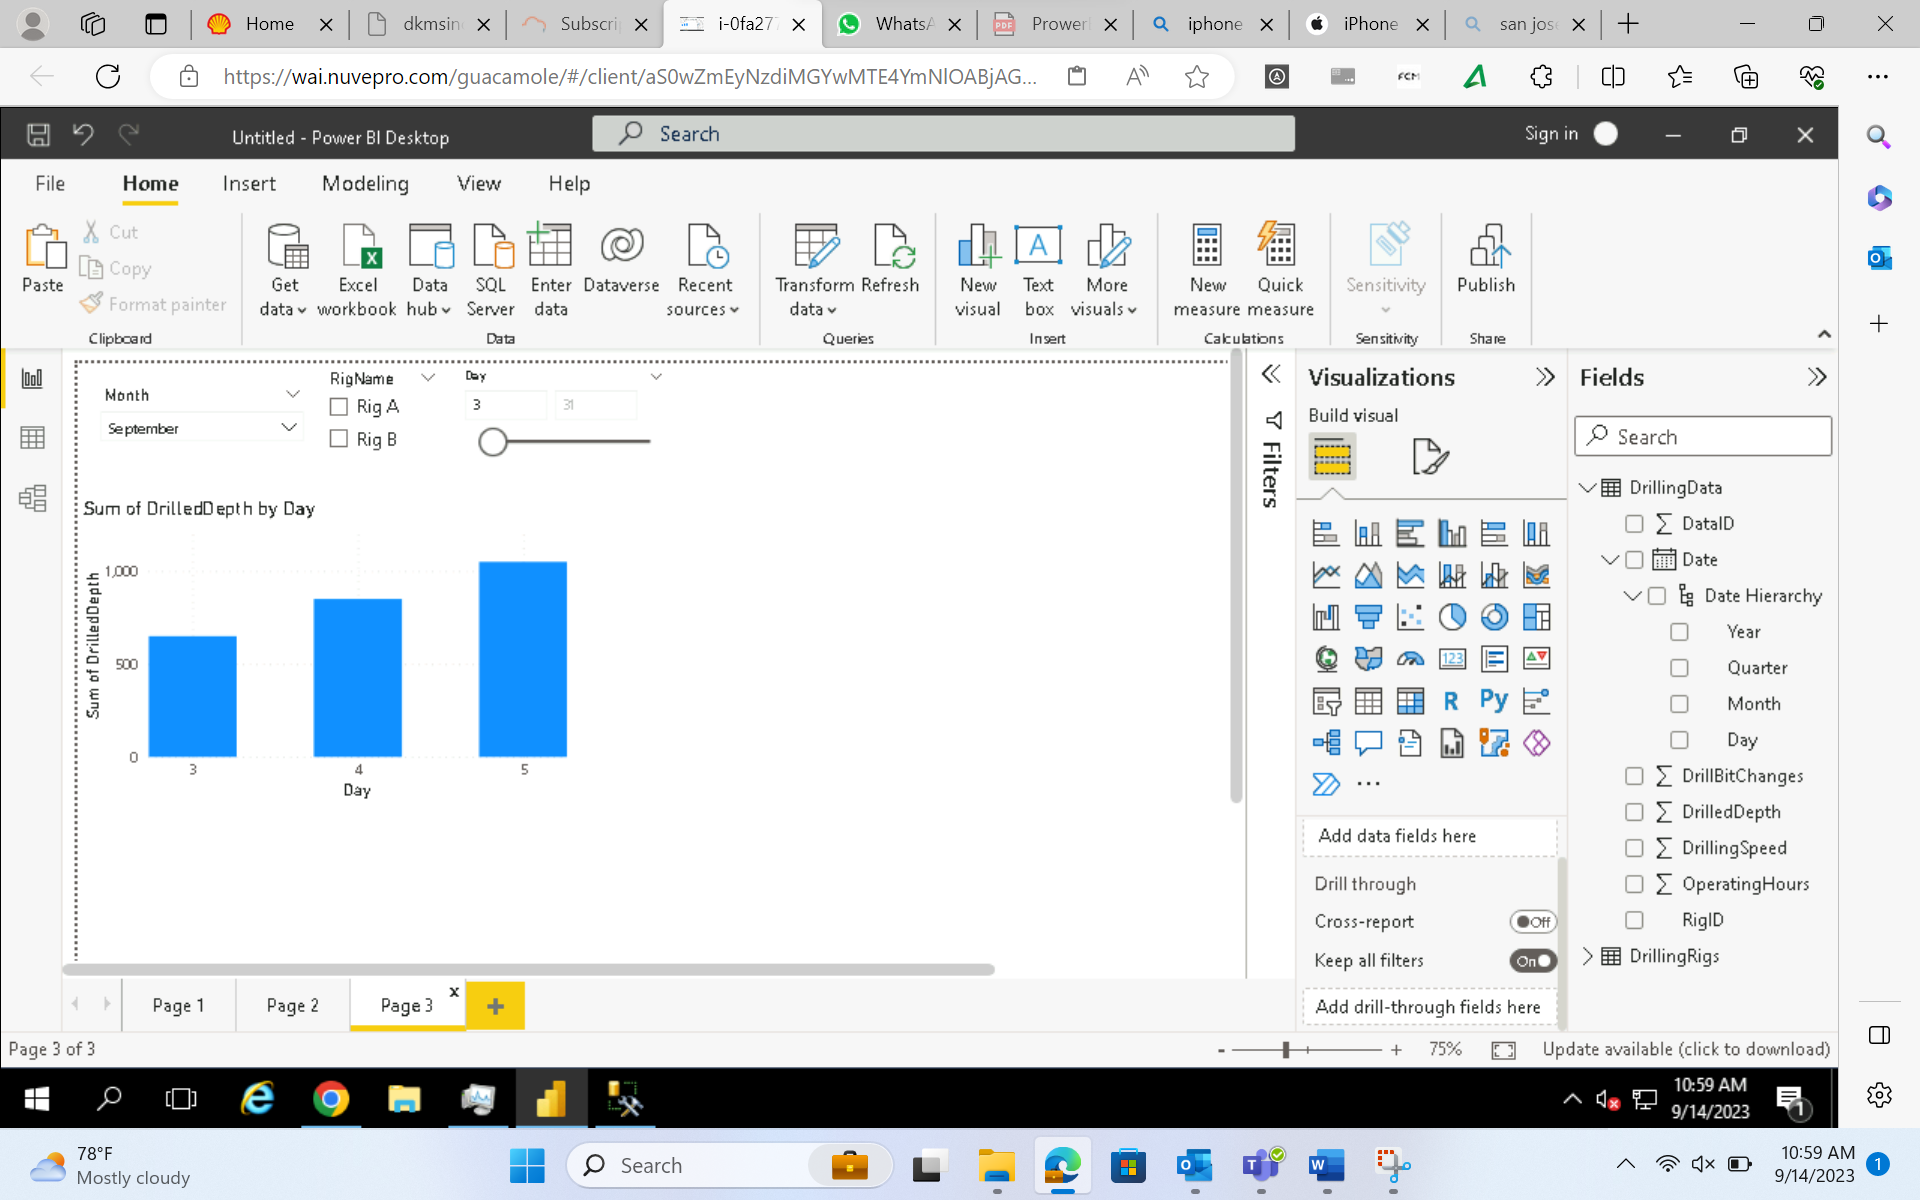 Home
dkmsin
Subscri
i-0fa277
WhatsA
Prower
iphone
iPhone
san jose
https://wai.nuvepro.com/guacamole/#/client/aS0wZmEyNzdiMGYwMTE4YmNlOABjAG...
FCM
Untitled - Power BI Desktop
Search
Sign in
File
Home
Insert
Modeling
View
Help
Paste
Cut
Copy
Format painter
Clipboard
Get data
Excel workbook
Data hub
SQL Server
Enter data
Dataverse
Recent sources
Data
Transform data
Refresh
Queries
New visual
Text box
More visuals
Insert
New measure
Quick measure
Calculations
Sensitivity
Sensitivity
Publish
Share
Month
September
RigName
Rig A
Rig B
Day
3
31
Sum of DrilledDepth by Day
Sum of DrilledDepth
1,000
500
0
3
4
5
Day
Filters
Visualizations
Build visual
123
R
Py
Add data fields here
Drill through
Cross-report
Off
Keep all filters
On
Add drill-through fields here
Fields
Search
DrillingData
DataID
Date
Date Hierarchy
Year
Quarter
Month
Day
DrillBitChanges
DrilledDepth
DrillingSpeed
OperatingHours
RigID
DrillingRigs
Page 1
Page 2
Page 3
Page 3 of 3
75%
Update available (click to download)
10:59 AM
9/14/2023
1
78°F
Mostly cloudy
Search
10:59 AM
9/14/2023
1